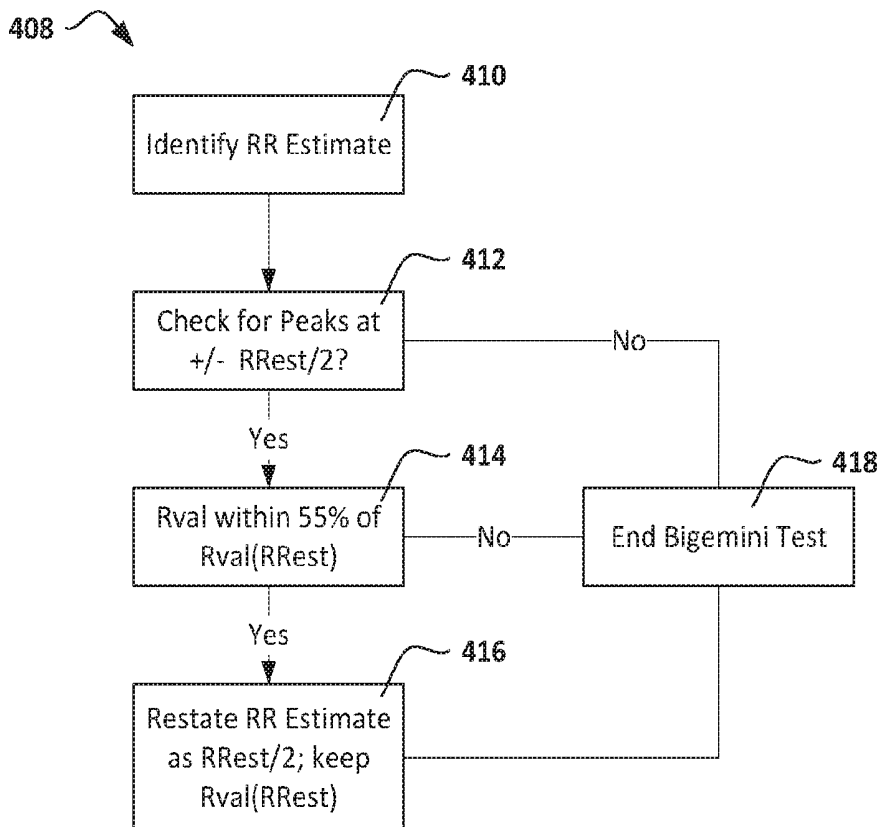 408
410
Identify RR Estimate
412
Check for Peaks at
+/- RRest/2?
No
Yes
414
418
Rval within 55% of
Rval(RRest)
No
End Bigemini Test
Yes
416
Restate RR Estimate
as RRest/2; keep
Rval(RRest)